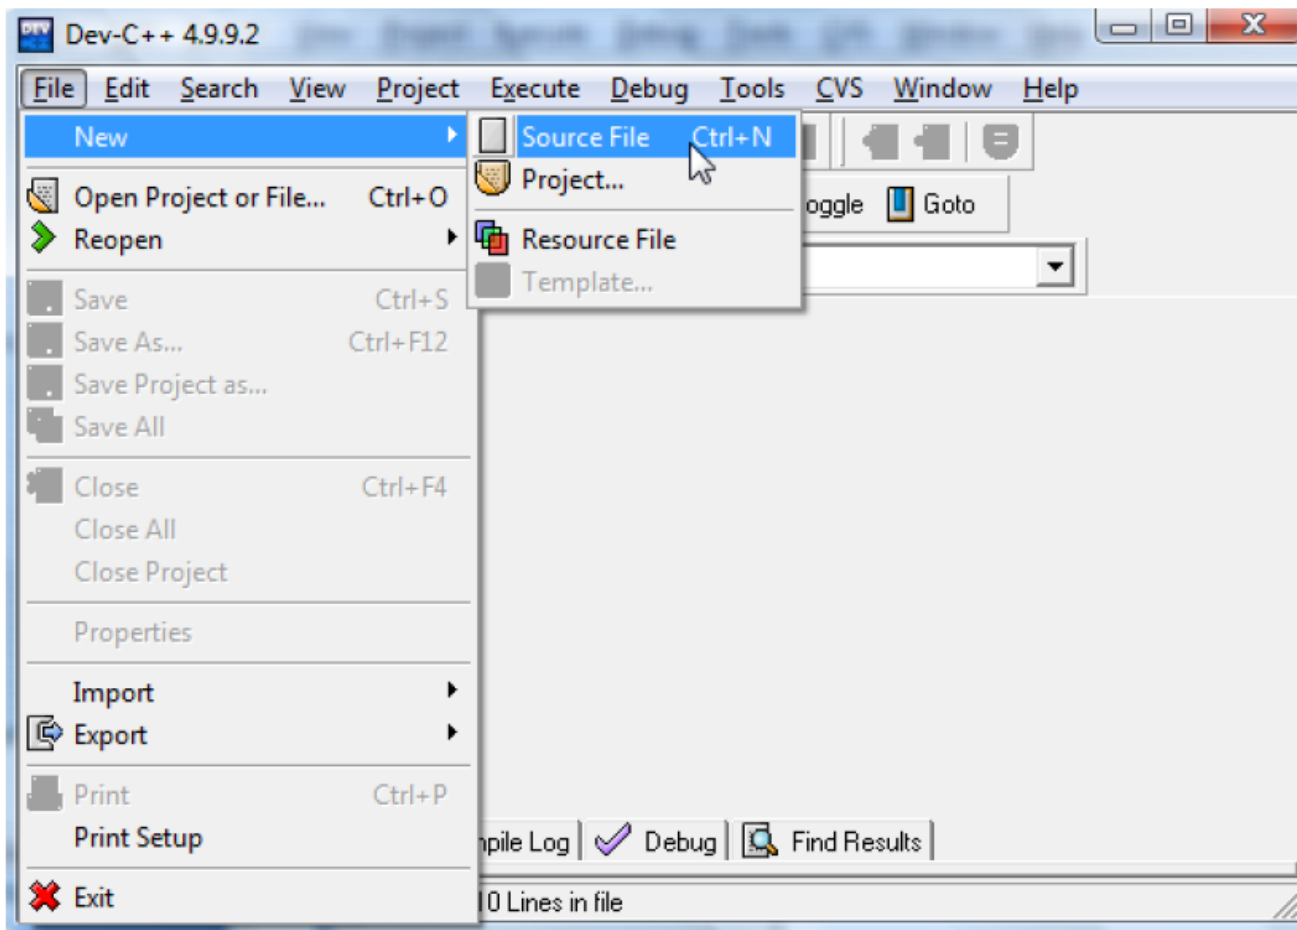 Dev-C++ 4.9.9.2
File Edit Search View Project Execute Debug Tools CVS Window Help
New
Source File Ctrl+N
Project...
Resource File
Template...
Open Project or File... Ctrl+O
Reopen
Save Ctrl+S
Save As... Ctrl+F12
Save Project as...
Save All
Close Ctrl+F4
Close All
Close Project
Properties
Import
Export
Print Ctrl+P
Print Setup
Exit
oggle Goto
mpile Log Debug Find Results
0 Lines in file